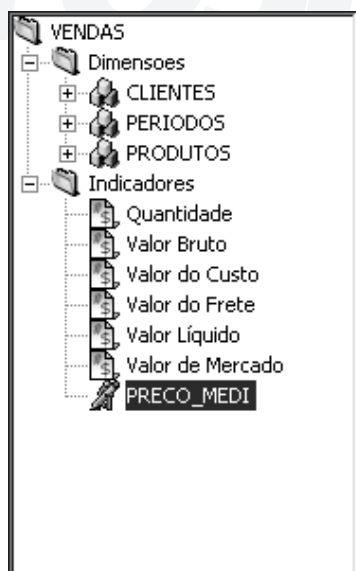 VENDAS
Dimensoes
CLIENTES
PERIODOS
PRODUTOS
Indicadores
Quantidade
Valor Bruto
Valor do Custo
Valor do Frete
Valor Líquido
Valor de Mercado
PRECO_MEDI